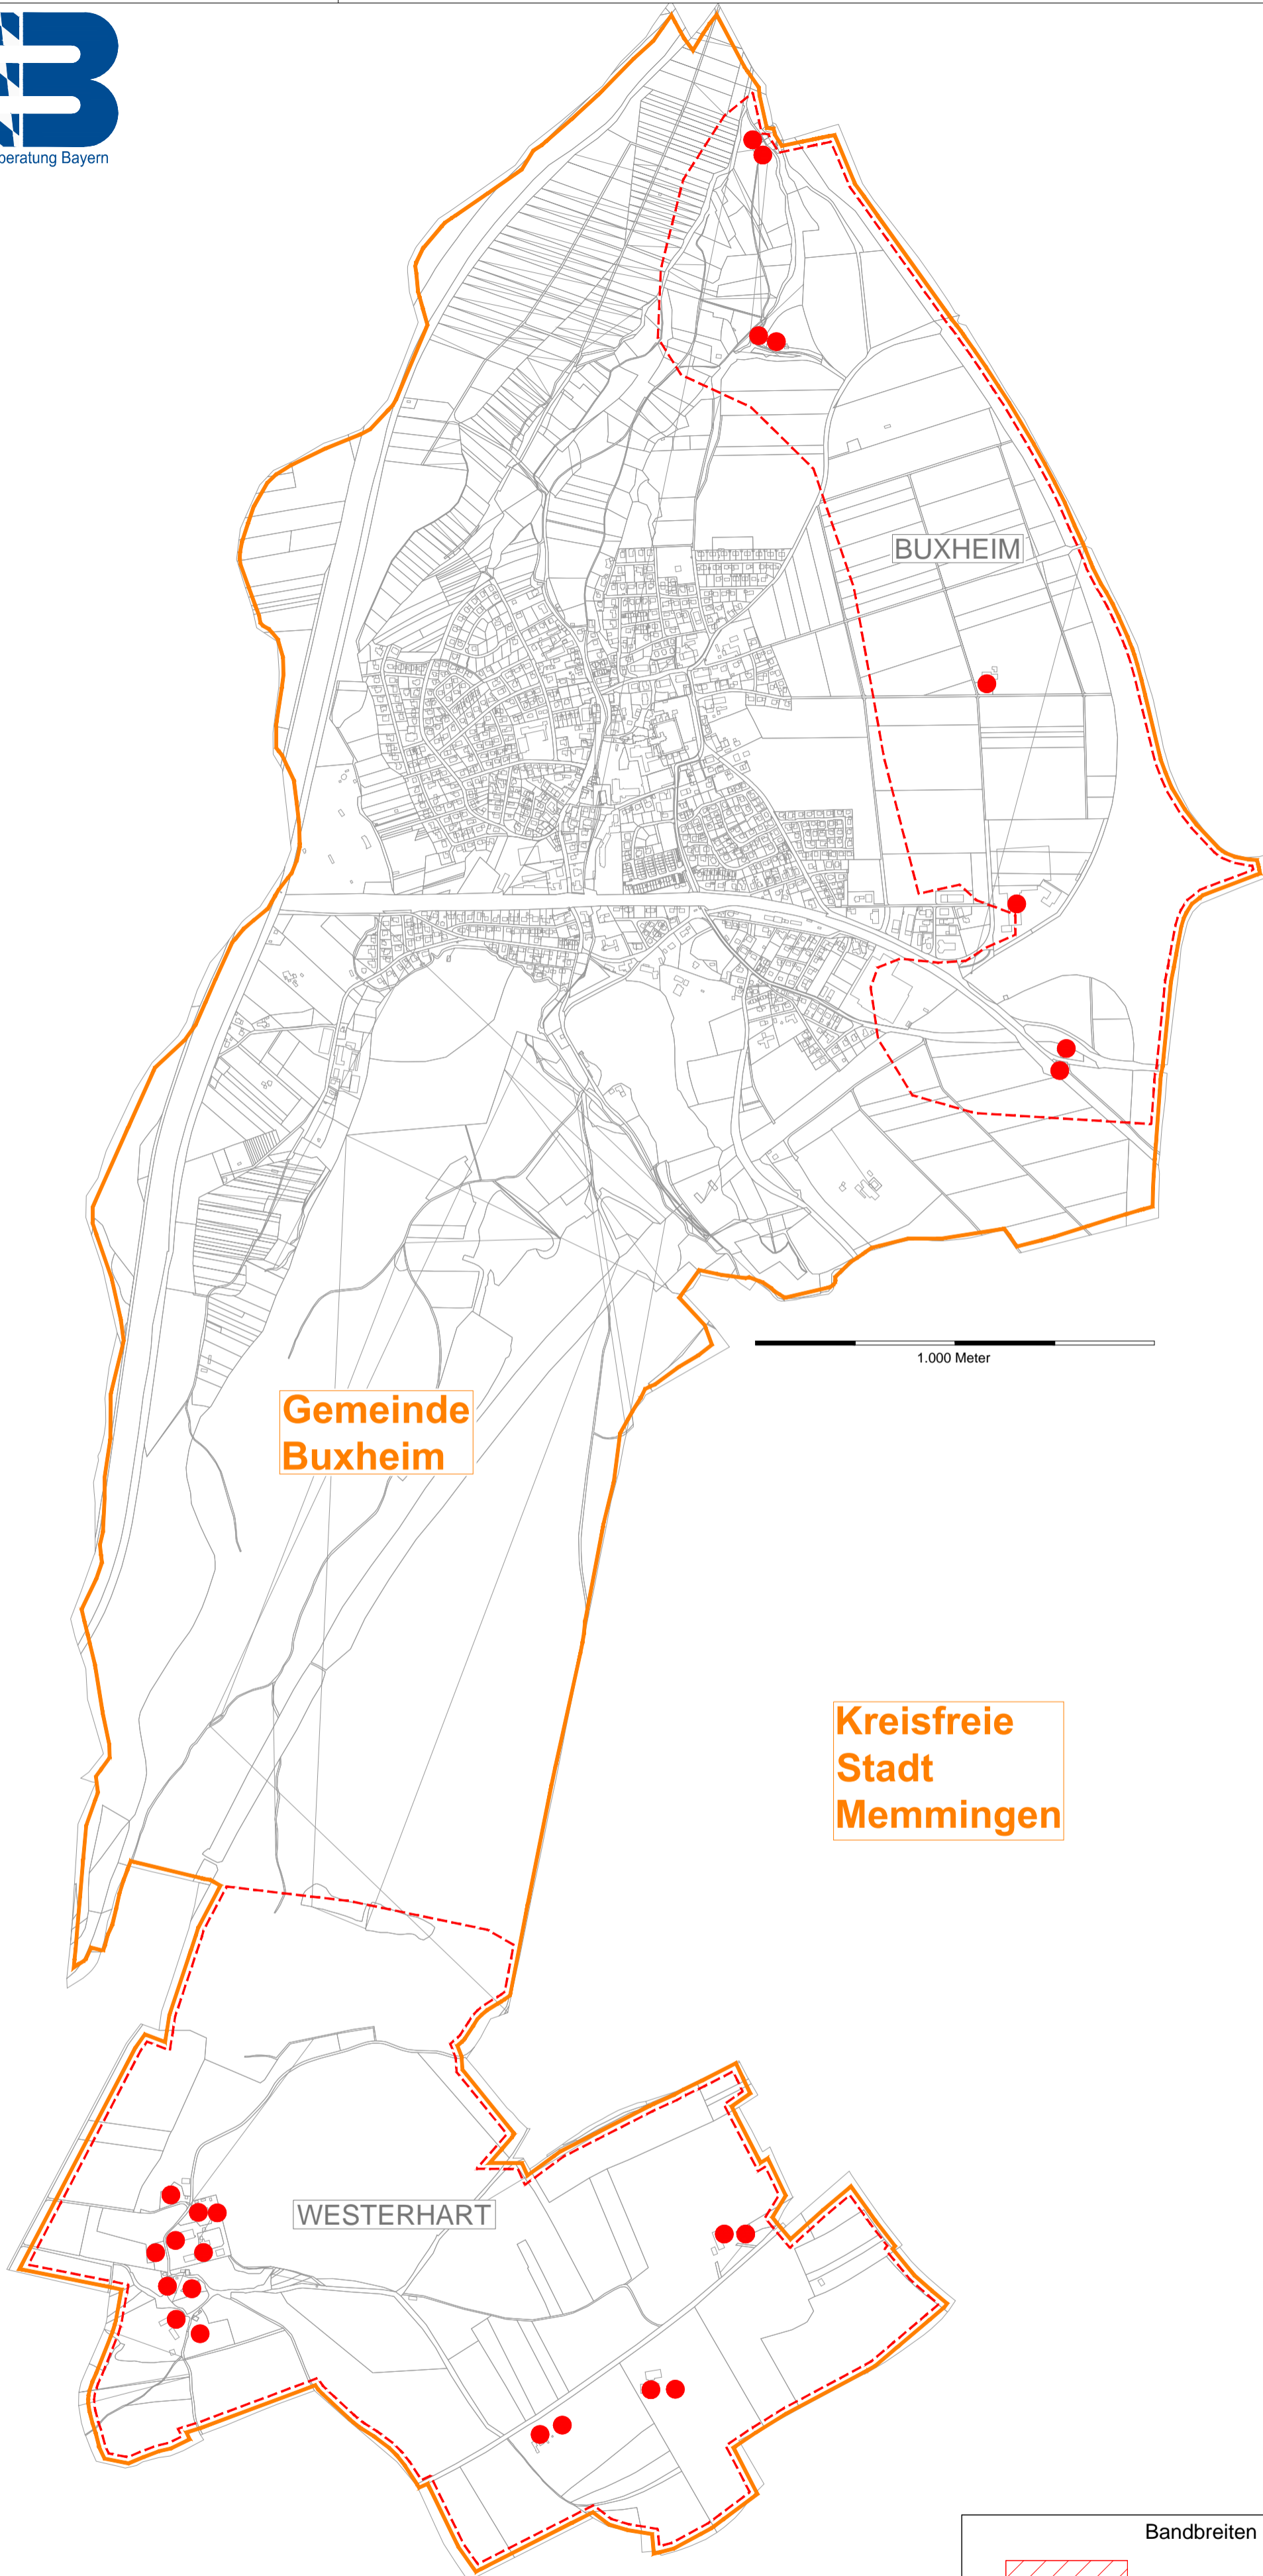 beratung Bayern
BUXHEIM
1.000 Meter
Gemeinde
Buxheim
Kreisfreie
Stadt
Memmingen
WESTERHART
Bandbreiten